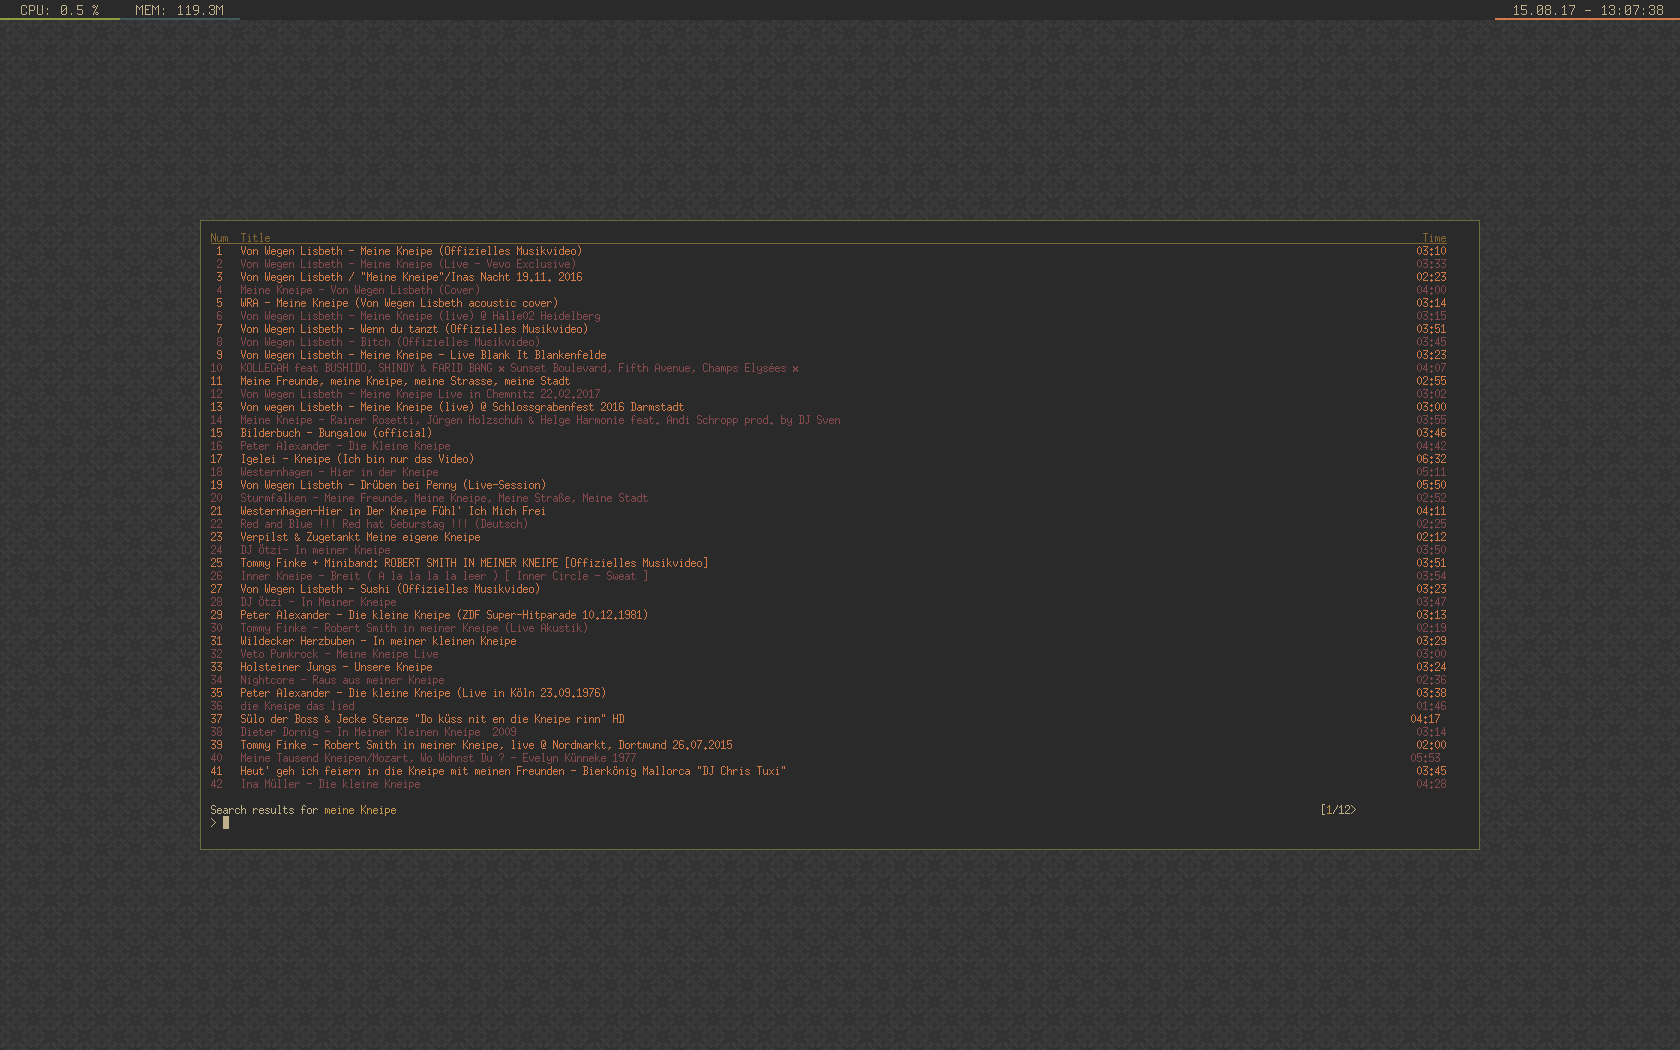 CPU: 0.5 % MEM: 119.3M 15.08.17 - 13:07:38
Num Title Time
1 Von Wegen Lisbeth - Meine Kneipe (Offizielles Musikvideo) 03:10
2 Von Wegen Lisbeth - Meine Kneipe (Live - Vevo Exclusive) 03:33
3 Von Wegen Lisbeth / "Meine Kneipe"/Inas Nacht 19.11. 2016 02:23
4 Meine Kneipe - Von Wegen Lisbeth (Cover) 04:00
5 WRA - Meine Kneipe (Von Wegen Lisbeth acoustic cover) 03:14
6 Von Wegen Lisbeth - Meine Kneipe (live) @ Halle02 Heidelberg 03:15
7 Von Wegen Lisbeth - Wenn du tanzt (Offizielles Musikvideo) 03:51
8 Von Wegen Lisbeth - Bitch (Offizielles Musikvideo) 03:45
9 Von Wegen Lisbeth - Meine Kneipe - Live Blank It Blankenfelde 03:23
10 KOLLEGAH feat BUSHIDO, SHINDY & FARID BANG × Sunset Boulevard, Fifth Avenue, Champs Elysées × 04:07
11 Meine Freunde, meine Kneipe, meine Strasse, meine Stadt 02:55
12 Von Wegen Lisbeth - Meine Kneipe Live in Chemnitz 22.02.2017 03:02
13 Von wegen Lisbeth - Meine Kneipe (live) @ Schlossgrabenfest 2016 Darmstadt 03:00
14 Meine Kneipe - Rainer Rosetti, Jürgen Holzschuh & Helge Harmonie feat. Andi Schropp prod. by DJ Sven 03:55
15 Bilderbuch - Bungalow (official) 03:46
16 Peter Alexander - Die Kleine Kneipe 04:42
17 Igelei - Kneipe (Ich bin nur das Video) 06:32
18 Westernhagen - Hier in der Kneipe 05:11
19 Von Wegen Lisbeth - Drüben bei Penny (Live-Session) 05:50
20 Sturmfalken - Meine Freunde, Meine Kneipe, Meine Straße, Meine Stadt 02:52
21 Westernhagen-Hier in Der Kneipe Fühl' Ich Mich Frei 04:11
22 Red and Blue !!! Red hat Geburstag !!! (Deutsch) 02:25
23 Verpilst & Zugetankt Meine eigene Kneipe 02:12
24 DJ Ötzi- In meiner Kneipe 03:50
25 Tommy Finke + Miniband: ROBERT SMITH IN MEINER KNEIPE [Offizielles Musikvideo] 03:51
26 Inner Kneipe - Breit ( A la la la la leer ) [ Inner Circle - Sweat ] 03:54
27 Von Wegen Lisbeth - Sushi (Offizielles Musikvideo) 03:23
28 DJ Ötzi - In Meiner Kneipe 03:47
29 Peter Alexander - Die kleine Kneipe (ZDF Super-Hitparade 10.12.1981) 03:13
30 Tommy Finke - Robert Smith in meiner Kneipe (Live Akustik) 02:19
31 Wildecker Herzbuben - In meiner kleinen Kneipe 03:29
32 Veto Punkrock - Meine Kneipe Live 03:00
33 Holsteiner Jungs - Unsere Kneipe 03:24
34 Nightcore - Raus aus meiner Kneipe 02:36
35 Peter Alexander - Die kleine Kneipe (Live in Köln 23.09.1976) 03:38
36 die Kneipe das lied 01:46
37 Sülo der Boss & Jecke Stenze "Do küss nit en die Kneipe rinn" HD 04:17
38 Dieter Dornig - In Meiner Kleinen Kneipe 2009 03:14
39 Tommy Finke - Robert Smith in meiner Kneipe, live @ Nordmarkt, Dortmund 26.07.2015 02:00
40 Meine Tausend Kneipen/Mozart, Wo Wohnst Du ? - Evelyn Künneke 1977 05:53
41 Heut' geh ich feiern in die Kneipe mit meinen Freunden - Bierkönig Mallorca "DJ Chris Tuxi" 03:45
42 Ina Müller - Die kleine Kneipe 04:28
Search results for meine Kneipe [1/12>
>